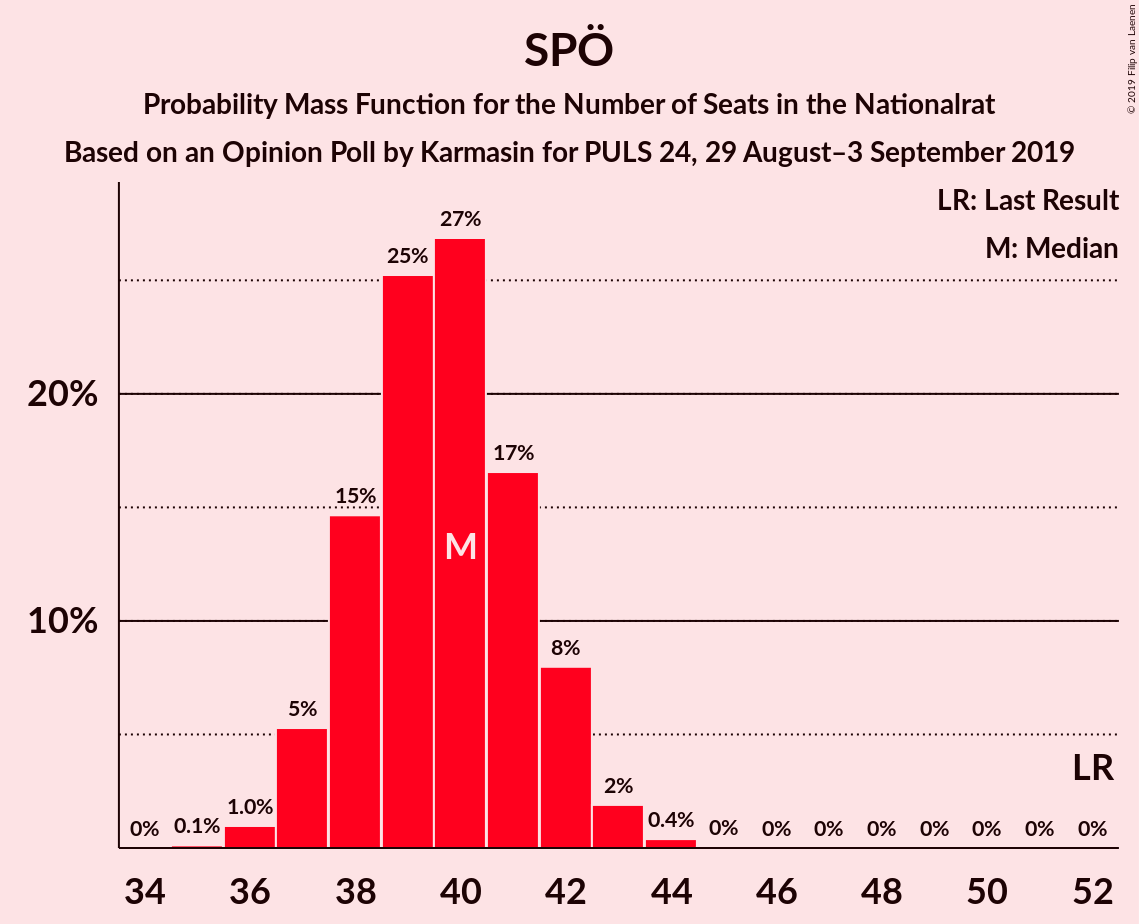 SPÖ
Probability Mass Function for the Number of Seats in the Nationalrat
Based on an Opinion Poll by Karmasin for PULS 24, 29 August–3 September 2019
© 2019 Filip van Laenen
LR: Last Result
M: Median
27%
25%
20%
17%
15%
M
10%
8%
5%
LR
2%
1.0%
0.4%
0% 0.1% 0% 0% 0% 0% 0% 0% 0% 0%
34 36 38 40 42 44 46 48 50 52